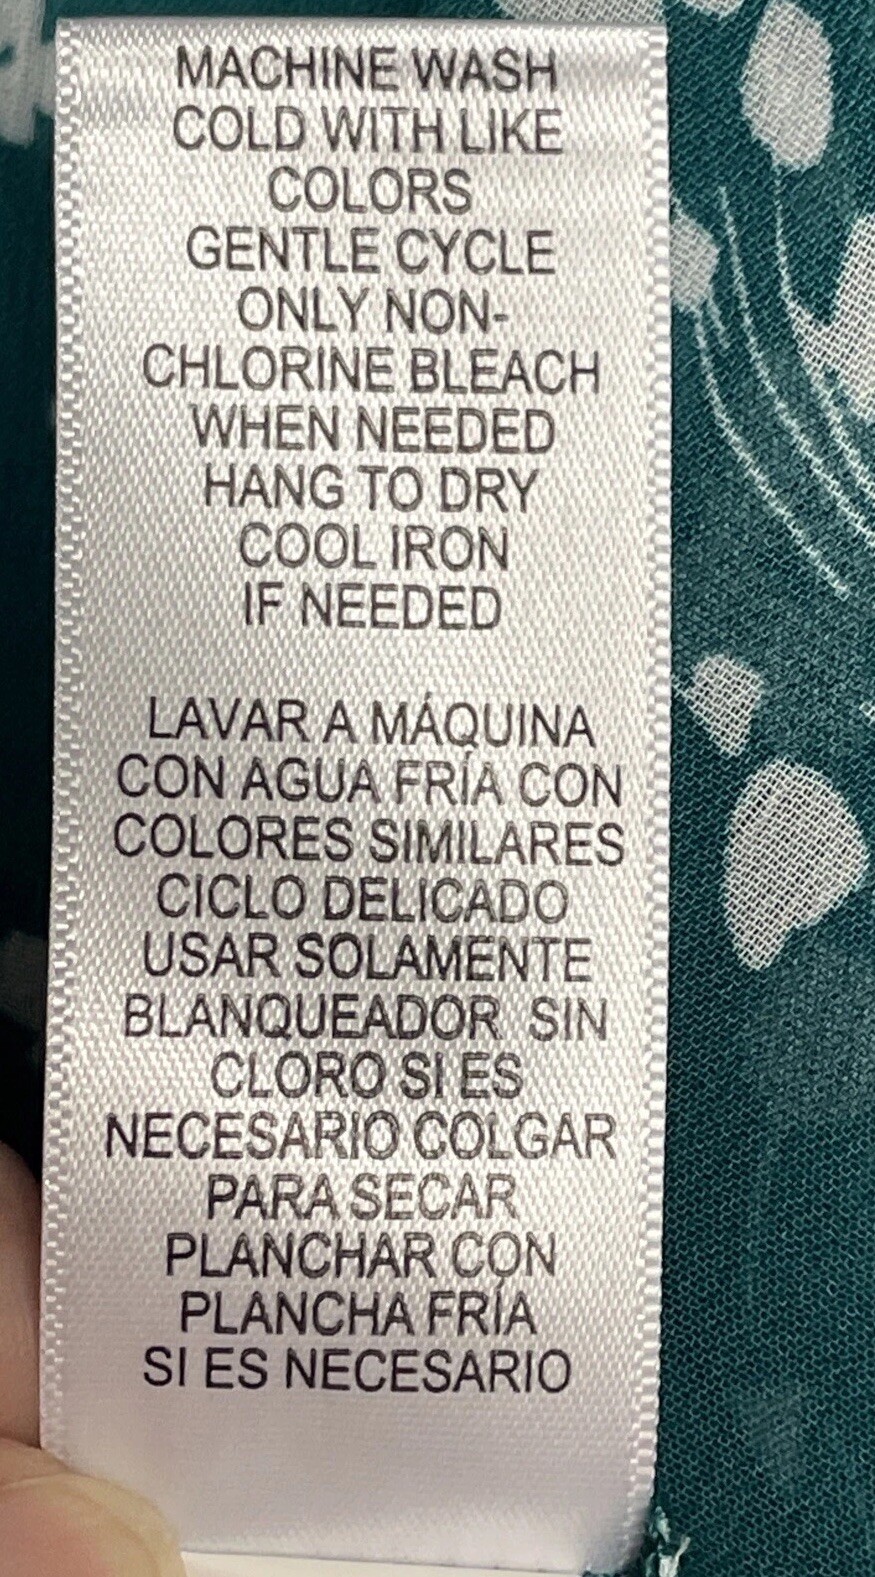 MACHINE WASH
COLD WITH LIKE
COLORS
GENTLE CYCLE
ONLY NON-
CHLORINE BLEACH
WHEN NEEDED
HANG TO DRY
COOL IRON
IF NEEDED
LAVAR A MÁQUINA
CON AGUA FRÍA CON
COLORES SIMILARES
CICLO DELICADO
USAR SOLAMENTE
BLANQUEADOR SIN
CLORO SI ES
NECESARIO COLGAR
PARA SECAR
PLANCHAR CON
PLANCHA FRÍA
SI ES NECESARIO